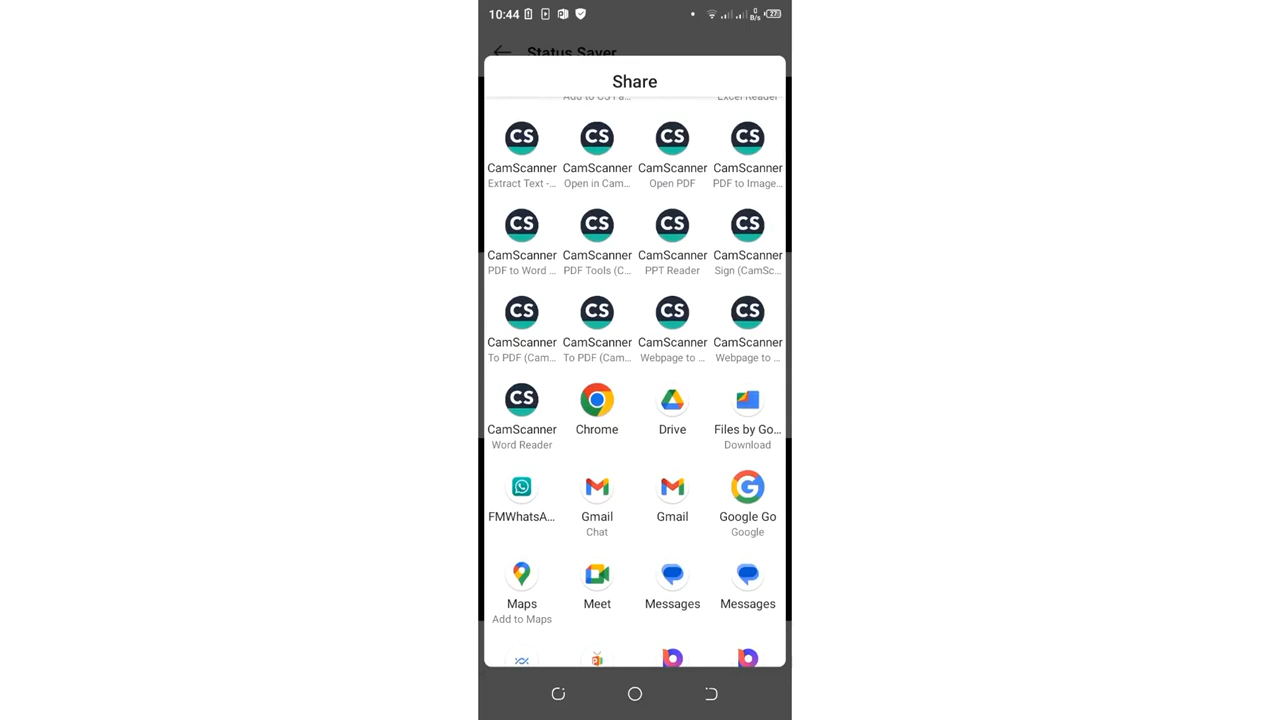 10:44
0
B/s
27
Status Saver
Share
Add to CS Fa...
Excel Reader
CS CS CS CS
CamScanner CamScanner CamScanner CamScanner
Extract Text -... Open in Cam... Open PDF PDF to Image...
CS CS CS CS
CamScanner CamScanner CamScanner CamScanner
PDF to Word ... PDF Tools (C... PPT Reader Sign (CamSc...
CS CS CS CS
CamScanner CamScanner CamScanner CamScanner
To PDF (Cam... To PDF (Cam... Webpage to ... Webpage to ...
CS
CamScanner Chrome Drive Files by Go...
Word Reader Download
FMWhatsA... Gmail Gmail Google Go
Chat Google
Maps Meet Messages Messages
Add to Maps